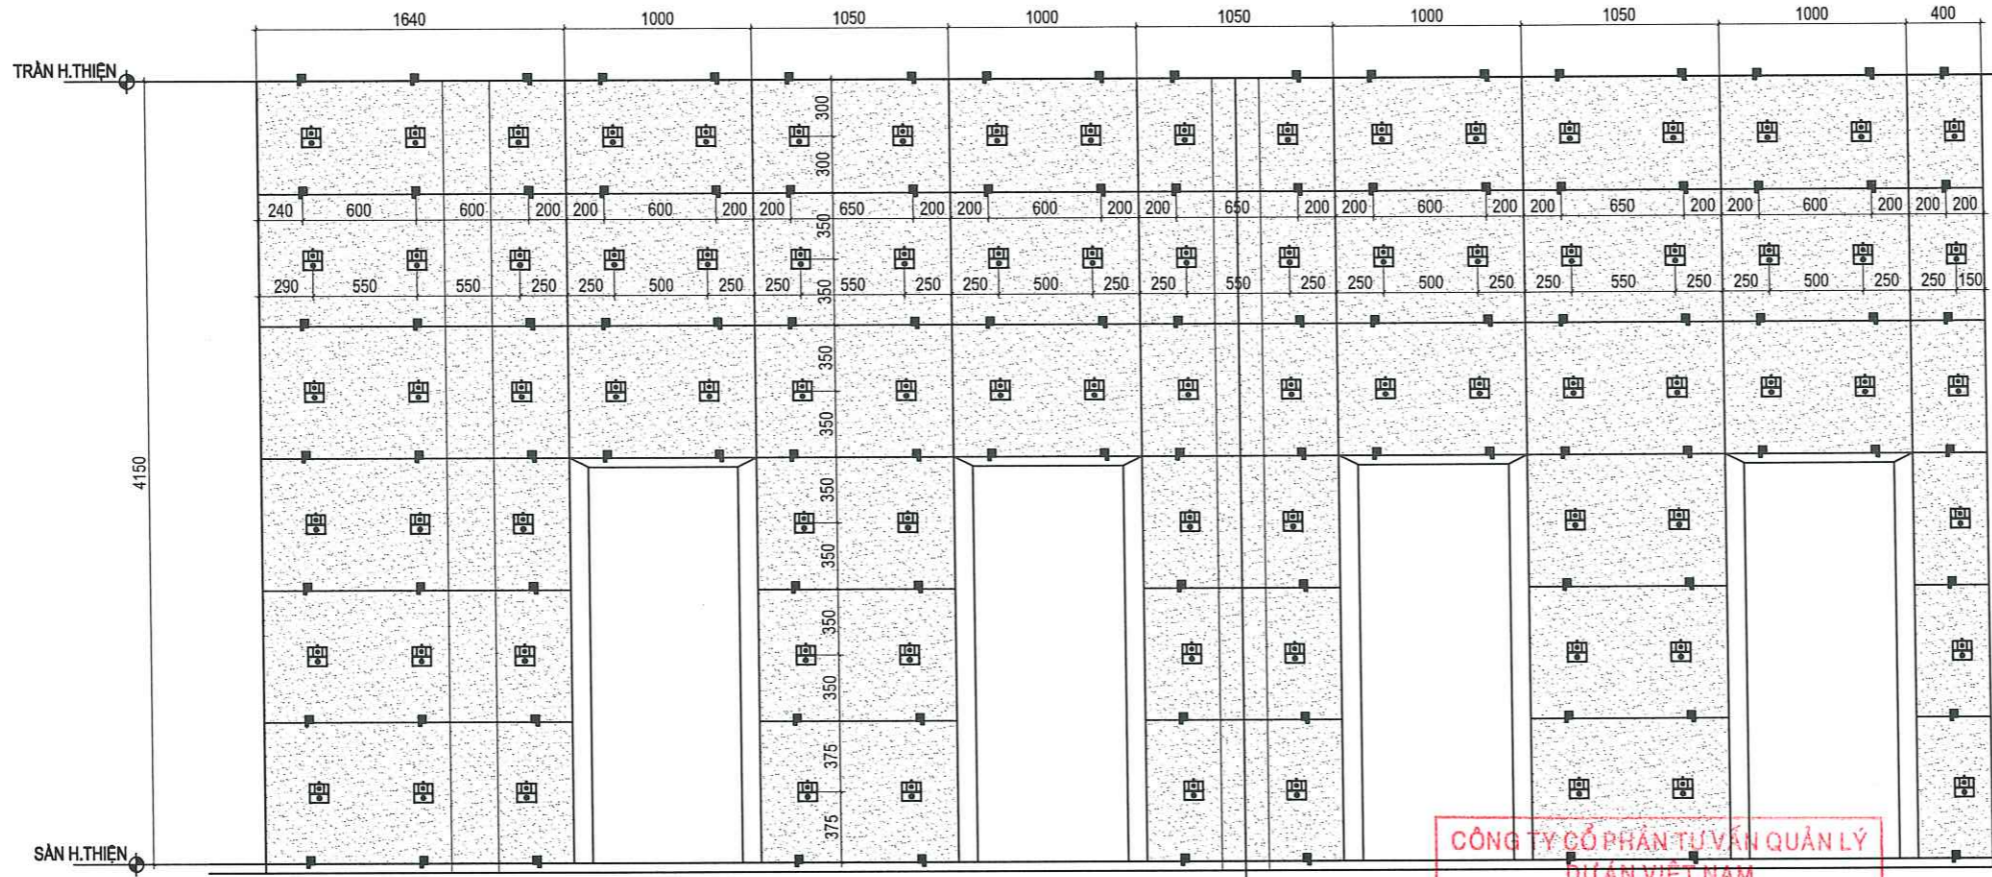 1640 1000 1050 1000 1050 1000 1050 1000 400
TRẦN H.THIỆN
300
300
240 600 600 200 200 600 200 200 650 200 200 600 200 200 650 200 200 600 200 200 650 200 200 600 200 200 200
350
290 550 550 250 250 500 250 250 550 250 250 500 250 250 550 250 250 500 250 250 550 250 250 500 250 250 150
350
350
350
4150
350
350
350
350
375
375
SÀN H.THIỆN
CÔNG TY CỔ PHẦN TƯ VẤN QUẢN LÝ
DỰ ÁN VIỆT NAM